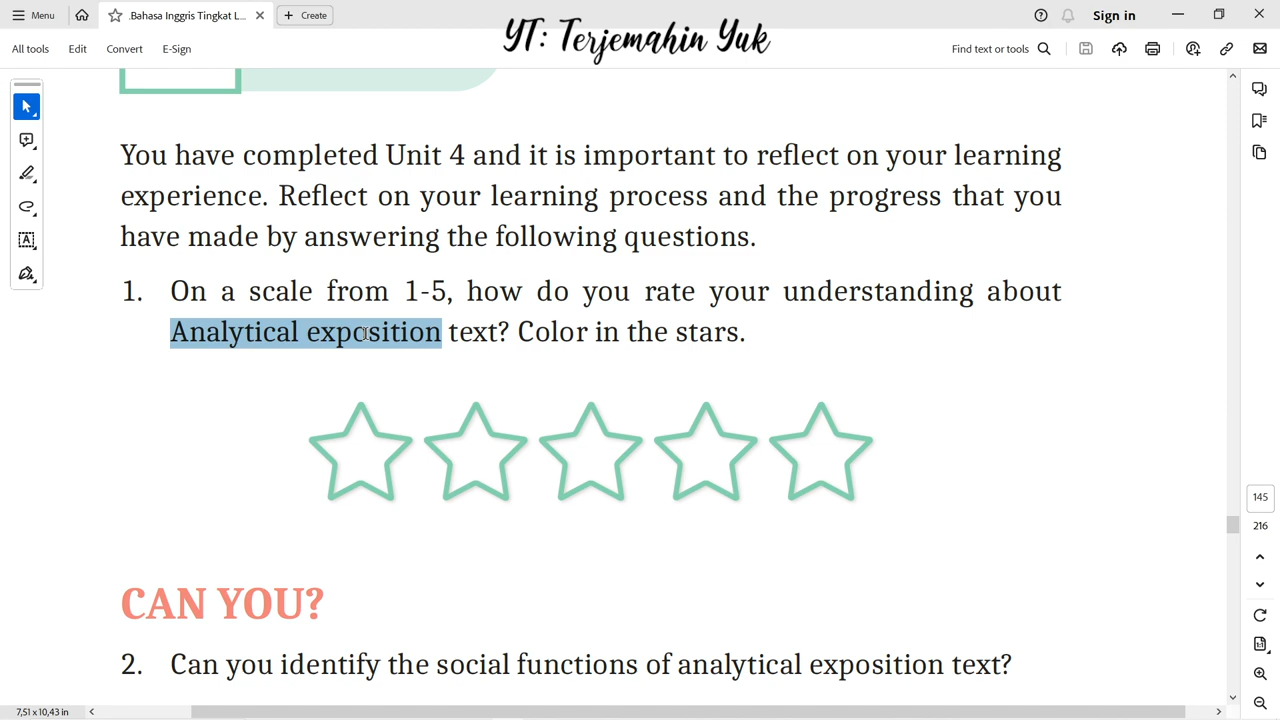 Menu
.Bahasa Inggris Tingkat L...
Create
Sign in
All tools
Edit
Convert
E-Sign
YT: Terjemahin Yuk
Find text or tools
You have completed Unit 4 and it is important to reflect on your learning
experience. Reflect on your learning process and the progress that you
have made by answering the following questions.
1. On a scale from 1-5, how do you rate your understanding about
Analytical exposition text? Color in the stars.
CAN YOU?
2. Can you identify the social functions of analytical exposition text?
145
216
7,51 x 10,43 in